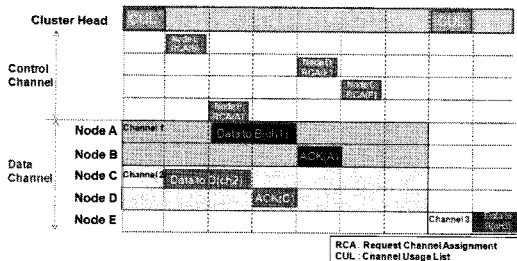 Cluster Head
CUL
CUL
Control
Channel
Data
Channel
Node A
Channel 1
Data to B(ch1)
Node B
ACK(A)
Node C
Channel 2
Data to D(ch2)
Node D
ACK(C)
Node E
Channel 3
RCA : Request Channel Assignment
CUL : Channel Usage List